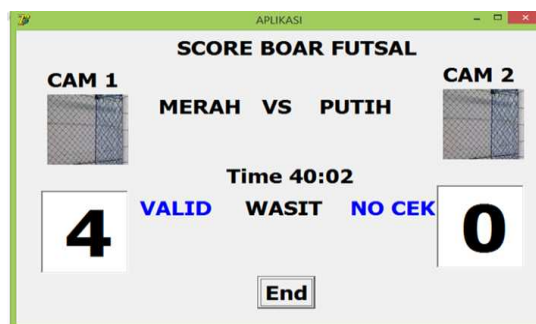 APLIKASI
SCORE BOAR FUTSAL
CAM 1
CAM 2
MERAH VS PUTIH
Time 40:02
VALID WASIT NO CEK
4
0
End